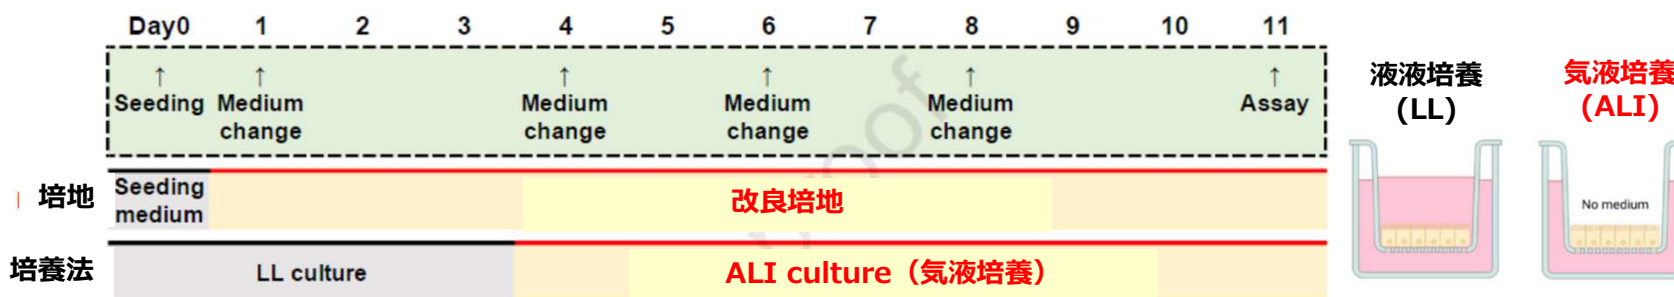 Day0 1 2 3 4 5 6 7 8 9 10 11
↑ ↑ ↑ ↑ ↑ ↑
Seeding Medium Medium Medium Medium Assay
change change change change
培地 Seeding 改良培地
medium
培養法 LL culture ALI culture（気液培養）
液液培養
（LL）
気液培養
（ALI）
No medium